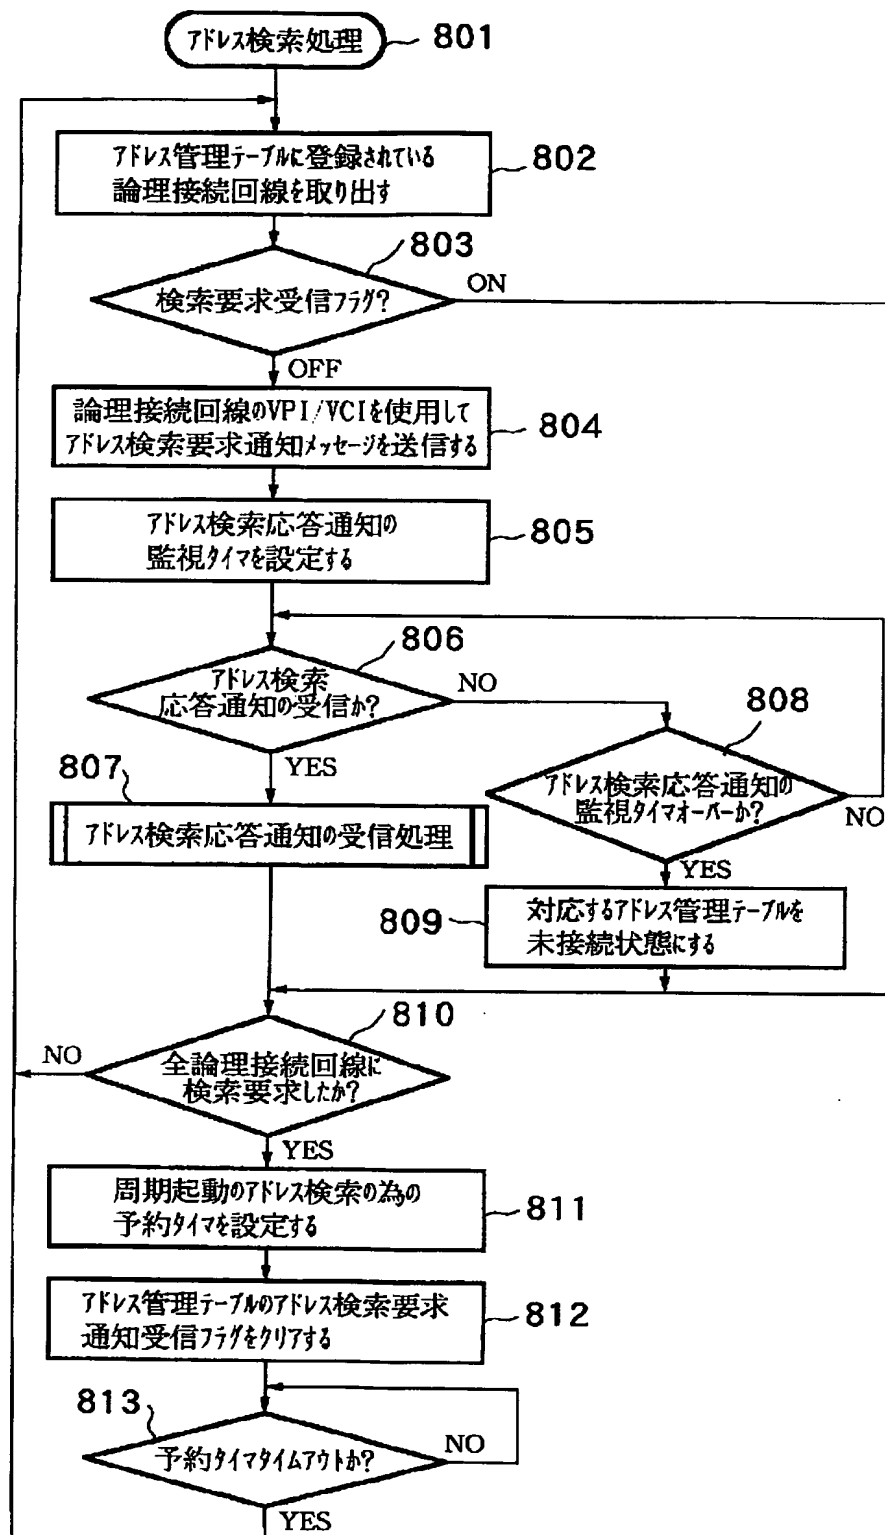 アドレス検索処理
801
アドレス管理テーブルに登録されている
論理接続回線を取り出す
802
803
検索要求受信フラグ?
ON
OFF
論理接続回線のVPI/VCIを使用して
アドレス検索要求通知メッセージを送信する
804
アドレス検索応答通知の
監視タイマを設定する
805
806
アドレス検索
応答通知の受信か?
NO
YES
807
アドレス検索応答通知の受信処理
808
アドレス検索応答通知の
監視タイマオーバーか?
NO
YES
809
対応するアドレス管理テーブルを
未接続状態にする
810
全論理接続回線に
検索要求したか?
NO
YES
周期起動のアドレス検索の為の
予約タイマを設定する
811
アドレス管理テーブルのアドレス検索要求
通知受信フラグをクリアする
812
813
予約タイマタイムアウトか?
NO
YES